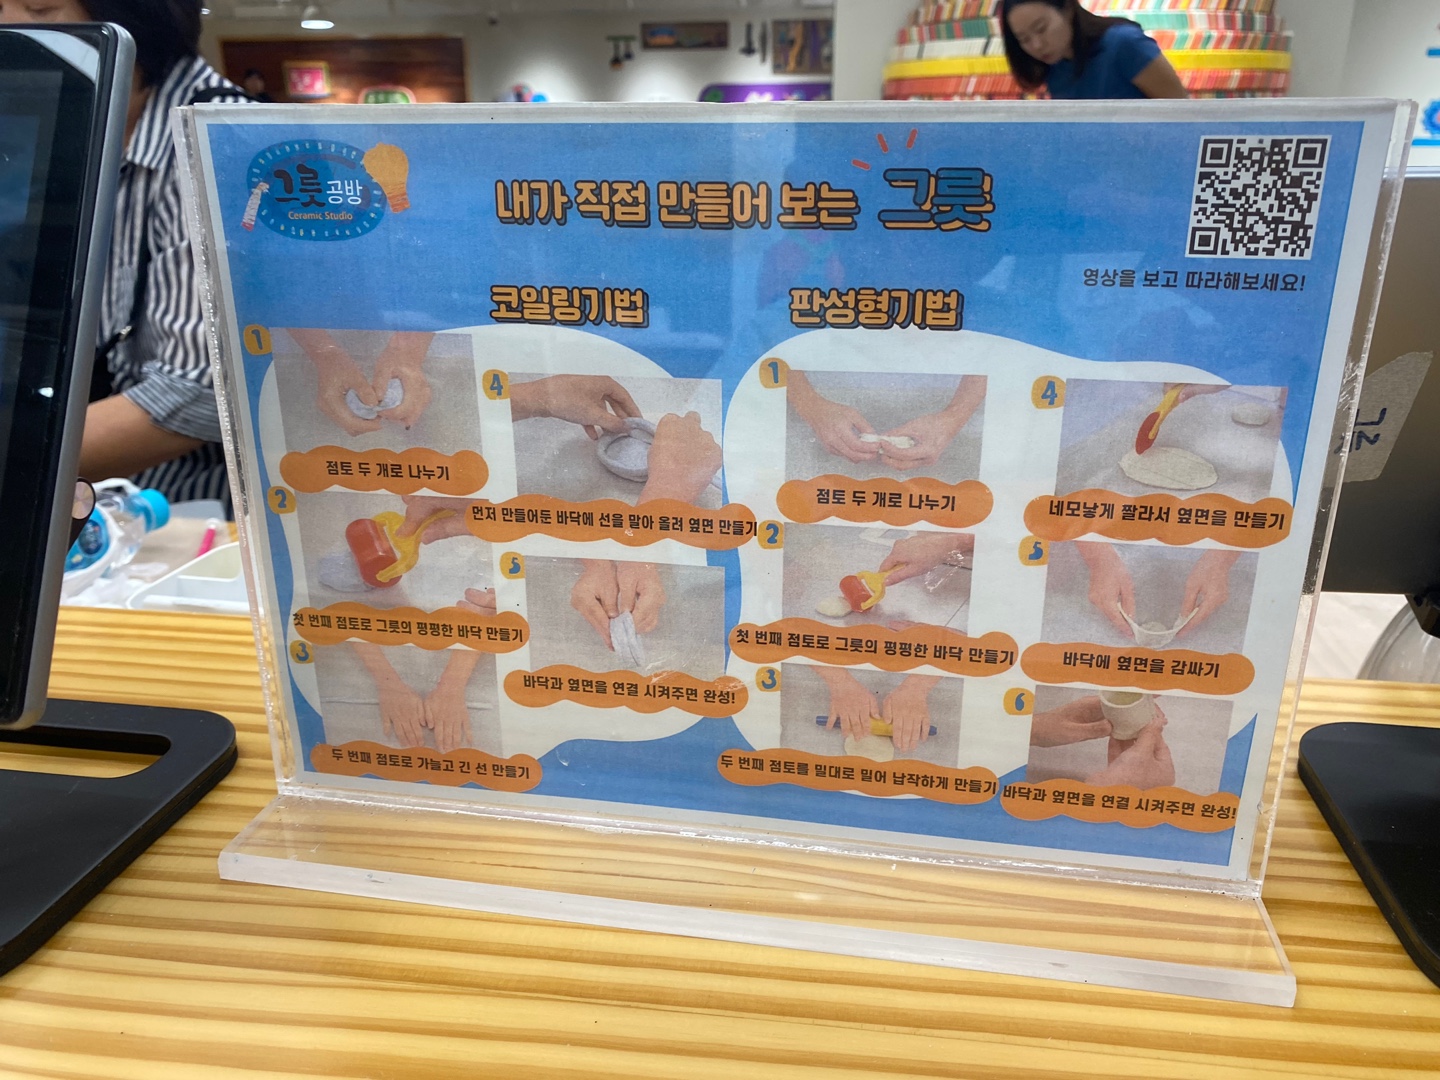 그릇공방
Ceramic Studio
내가 직접 만들어 보는 그릇
영상을 보고 따라해보세요!
코일링기법
1
점토 두 개로 나누기
2
첫 번째 점토로 그릇의 평평한 바닥 만들기
3
두 번째 점토로 가늘고 긴 선 만들기
4
먼저 만들어둔 바닥에 선을 말아 올려 옆면 만들기
5
바닥과 옆면을 연결 시켜주면 완성!
판성형기법
1
점토 두 개로 나누기
2
첫 번째 점토로 그릇의 평평한 바닥 만들기
3
두 번째 점토를 밀대로 밀어 납작하게 만들기
4
네모낳게 짤라서 옆면을 만들기
5
바닥에 옆면을 감싸기
6
바닥과 옆면을 연결 시켜주면 완성!